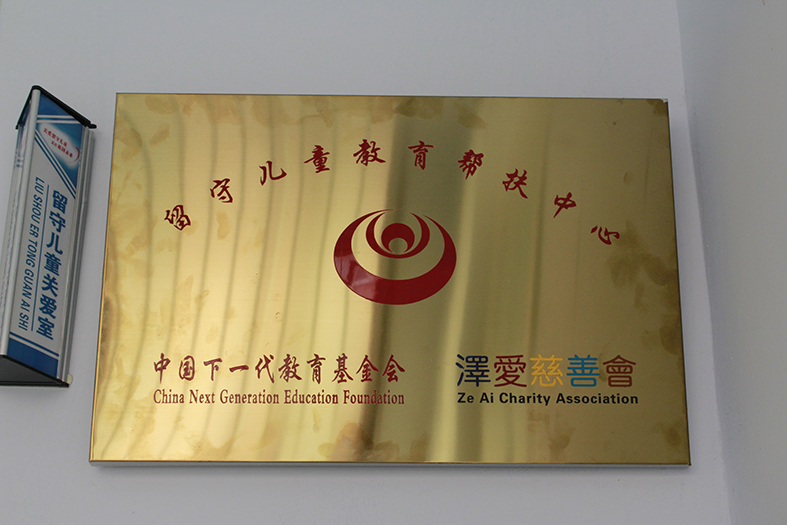 留守儿童关爱室
LIU SHOU ER TONG GUAN AI SHI
留守儿童教育帮扶中心
中国下一代教育基金会
China Next Generation Education Foundation
澤愛慈善會
Ze Ai Charity Association